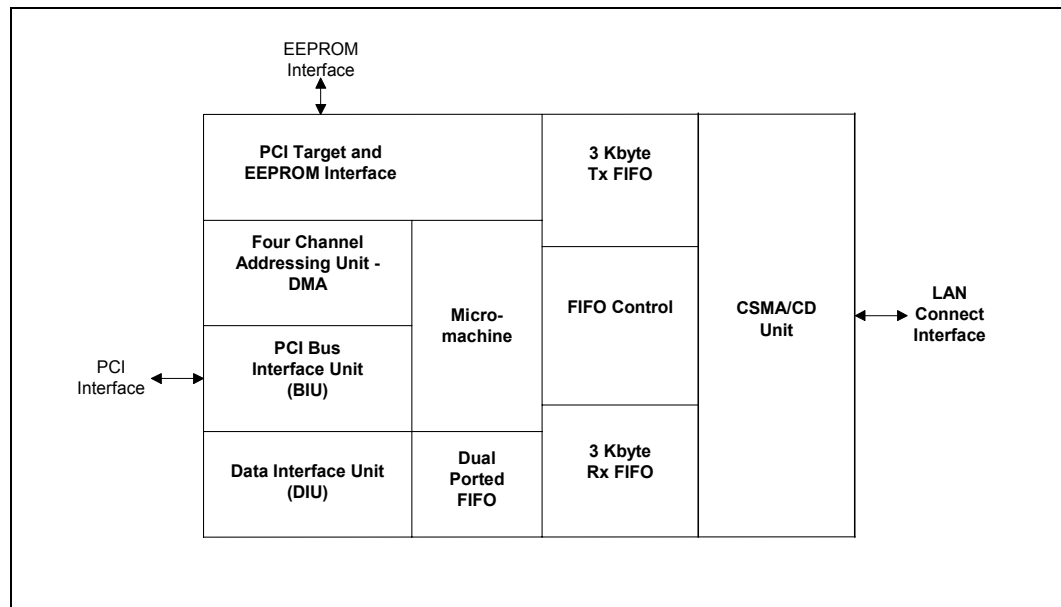 EEPROM
Interface
PCI Target and
EEPROM Interface
3 Kbyte
Tx FIFO
Four Channel
Addressing Unit -
DMA
Micro-
machine
FIFO Control
CSMA/CD
Unit
LAN
Connect
Interface
PCI
Interface
PCI Bus
Interface Unit
(BIU)
Data Interface Unit
(DIU)
Dual
Ported
FIFO
3 Kbyte
Rx FIFO